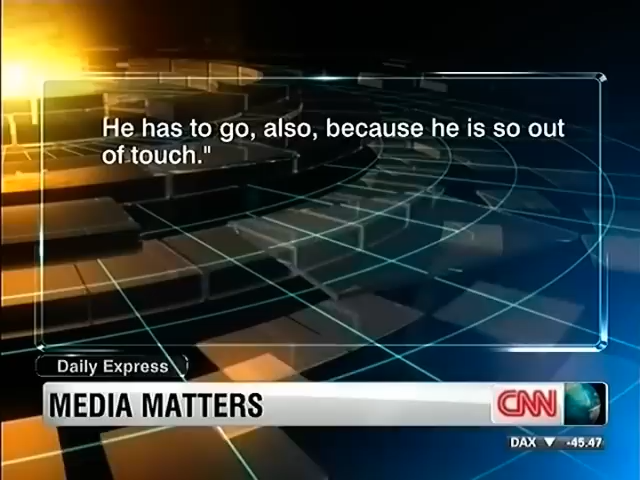 He has to go, also, because he is so out
of touch."
Daily Express
MEDIA MATTERS
CNN
DAX ▼ -45.47